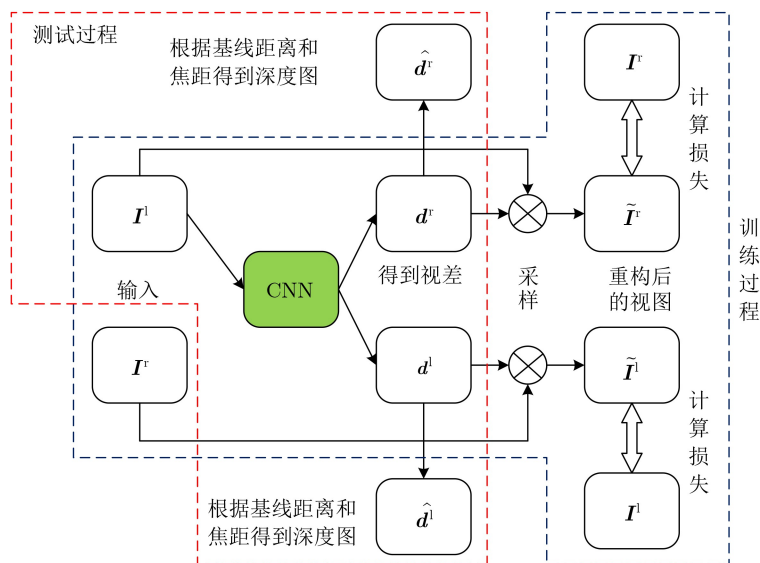 测试过程
根据基线距离和
焦距得到深度图
d̂ʳ
Iʳ
计算损失
Iˡ
dʳ
Ĩʳ
训练过程
输入
CNN
得到视差
采样
重构后
的视图
Iʳ
dˡ
Ĩˡ
计算损失
根据基线距离和
焦距得到深度图
d̂ˡ
Iˡ